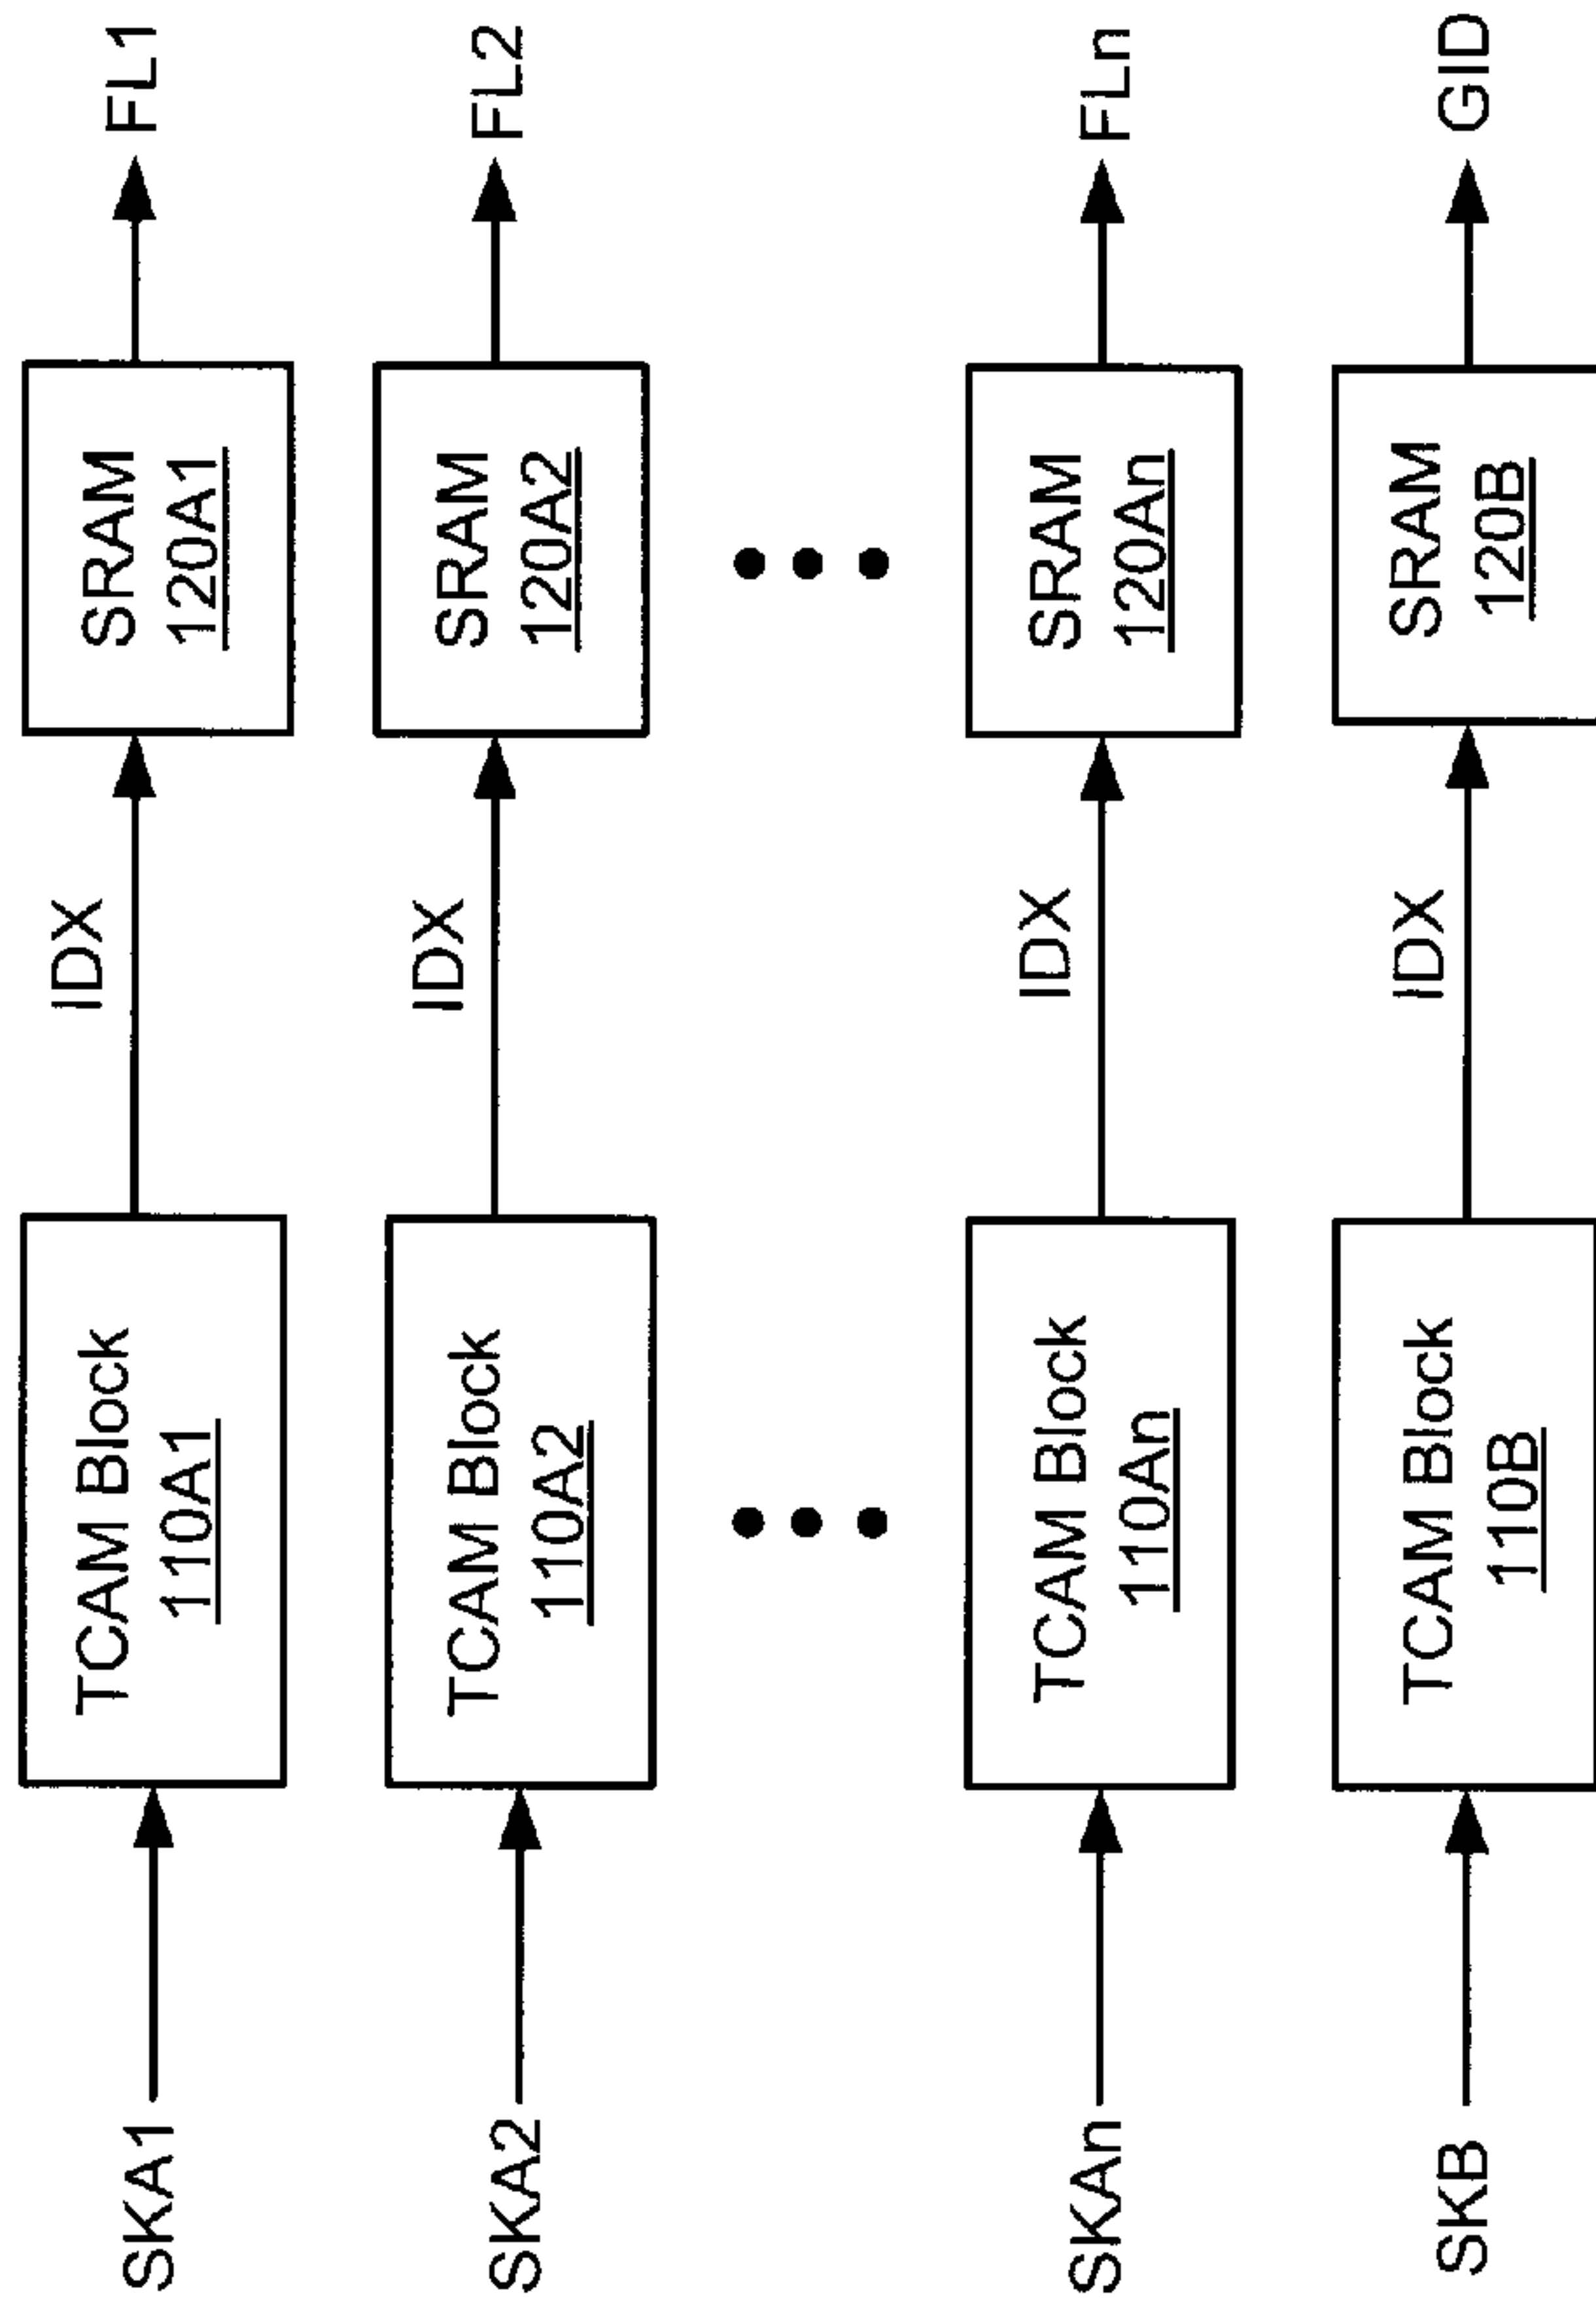 SKA1
TCAM Block
110A1
IDX
SRAM
120A1
FL1
SKA2
TCAM Block
110A2
IDX
SRAM
120A2
FL2
SKAn
TCAM Block
110An
IDX
SRAM
120An
FLn
SKB
TCAM Block
110B
IDX
SRAM
120B
GID